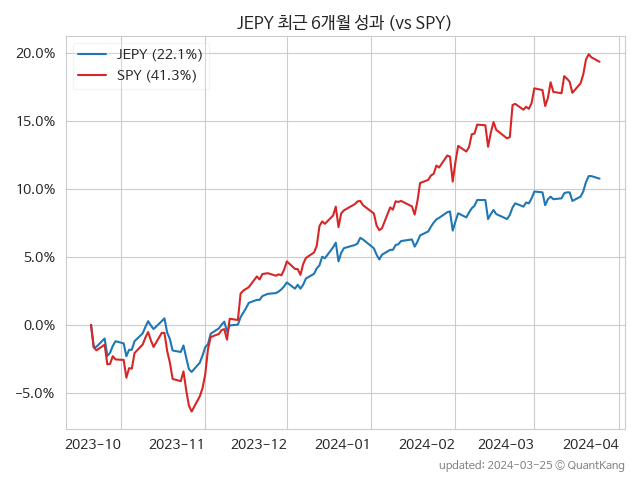 JEPY 최근 6개월 성과 (vs SPY)
JEPY (22.1%)
SPY (41.3%)
20.0%
15.0%
10.0%
5.0%
0.0%
−5.0%
2023-10 2023-11 2023-12 2024-01 2024-02 2024-03 2024-04
updated: 2024-03-25 © QuantKang